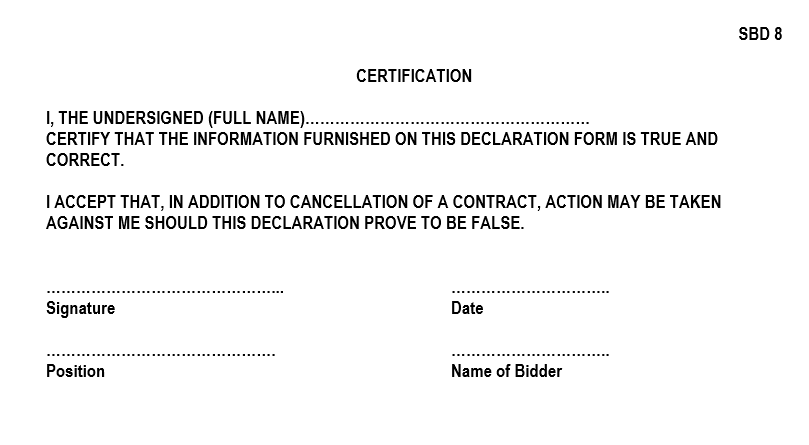 SBD 8
CERTIFICATION
I, THE UNDERSIGNED (FULL NAME)…………………………………………………
CERTIFY THAT THE INFORMATION FURNISHED ON THIS DECLARATION FORM IS TRUE AND
CORRECT.
I ACCEPT THAT, IN ADDITION TO CANCELLATION OF A CONTRACT, ACTION MAY BE TAKEN
AGAINST ME SHOULD THIS DECLARATION PROVE TO BE FALSE.
………………………………………... …………………………..
Signature Date
………………………………………. …………………………..
Position Name of Bidder